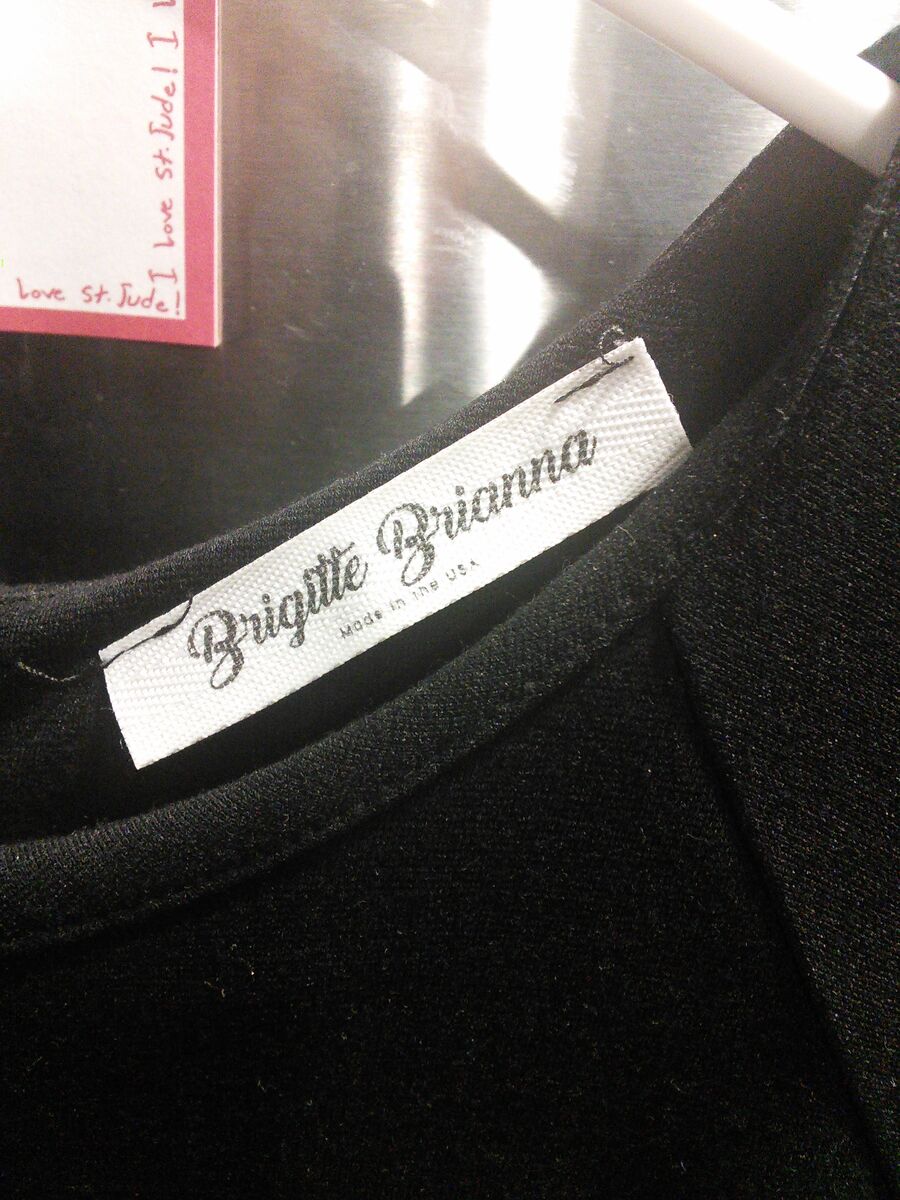 I Love St. Jude! I
Love St. Jude!
Brigitte Brianna
Made in the USA